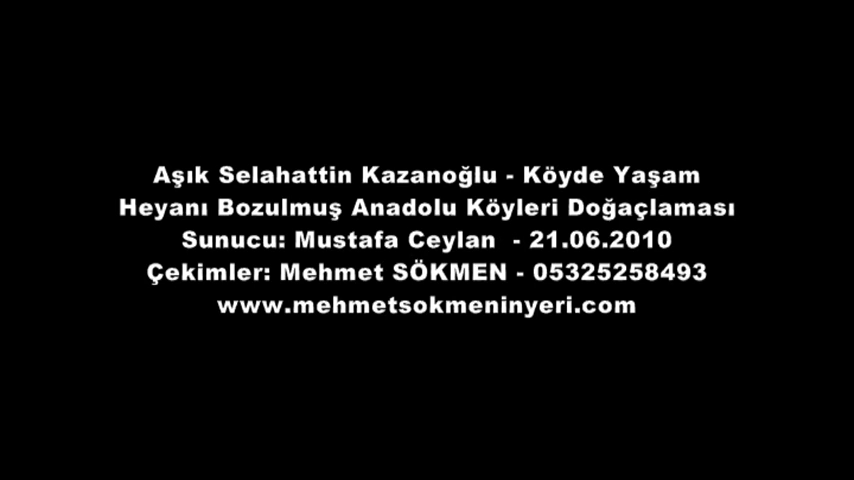 Aşık Selahattin Kazanoğlu - Köyde Yaşam
Heyanı Bozulmuş Anadolu Köyleri Doğaçlaması
Sunucu: Mustafa Ceylan - 21.06.2010
Çekimler: Mehmet SÖKMEN - 05325258493
www.mehmetsokmeninyeri.com